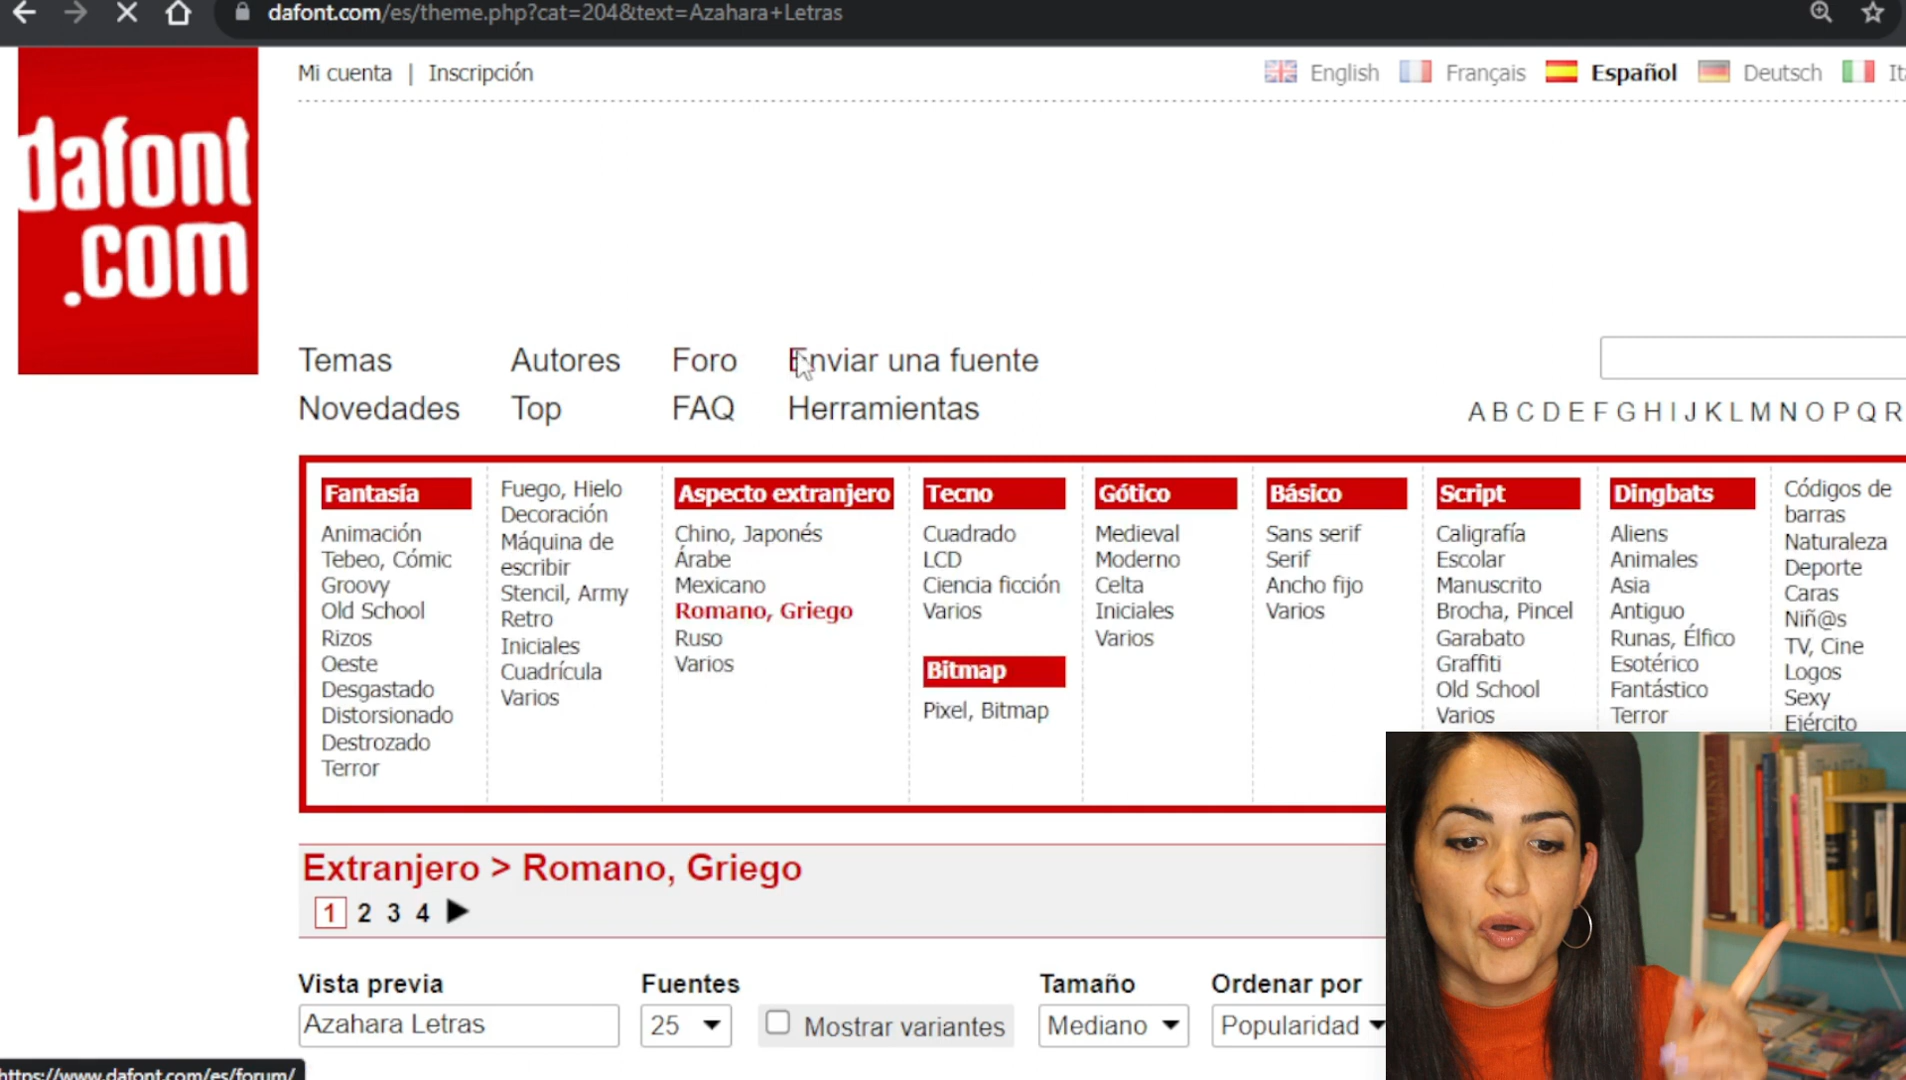 dafont.com/es/theme.php?cat=204&text=Azahara+Letras
dafont
.com
Mi cuenta | Inscripción
English Français Español Deutsch It
Temas Autores Foro Enviar una fuente
Novedades Top FAQ Herramientas
A B C D E F G H I J K L M N O P Q R
Fantasía
Animación
Tebeo, Cómic
Groovy
Old School
Rizos
Oeste
Desgastado
Distorsionado
Destrozado
Terror
Fuego, Hielo
Decoración
Máquina de
escribir
Stencil, Army
Retro
Iniciales
Cuadrícula
Varios
Aspecto extranjero
Chino, Japonés
Árabe
Mexicano
Romano, Griego
Ruso
Varios
Tecno
Cuadrado
LCD
Ciencia ficción
Varios
Bitmap
Pixel, Bitmap
Gótico
Medieval
Moderno
Celta
Iniciales
Varios
Básico
Sans serif
Serif
Ancho fijo
Varios
Script
Caligrafía
Escolar
Manuscrito
Brocha, Pincel
Garabato
Graffiti
Old School
Varios
Dingbats
Aliens
Animales
Asia
Antiguo
Runas, Élfico
Esotérico
Fantástico
Terror
Códigos de
barras
Naturaleza
Deporte
Caras
Niñ@s
TV, Cine
Logos
Sexy
Ejército
Extranjero > Romano, Griego
1 2 3 4
Vista previa Fuentes Tamaño Ordenar por
Azahara Letras 25 Mostrar variantes Mediano Popularidad
https://www.dafont.com/es/forum/